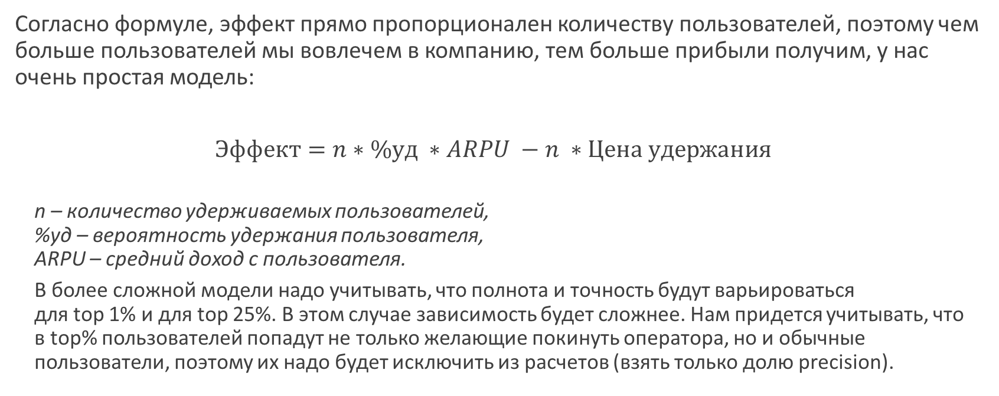 Согласно формуле, эффект прямо пропорционален количеству пользователей, поэтому чем
больше пользователей мы вовлечем в компанию, тем больше прибыли получим, у нас
очень простая модель:
Эффект = n * %уд * ARPU − n * Цена удержания
n – количество удерживаемых пользователей,
%уд – вероятность удержания пользователя,
ARPU – средний доход с пользователя.
В более сложной модели надо учитывать, что полнота и точность будут варьироваться
для top 1% и для top 25%. В этом случае зависимость будет сложнее. Нам придется учитывать, что
в top% пользователей попадут не только желающие покинуть оператора, но и обычные
пользователи, поэтому их надо будет исключить из расчетов (взять только долю precision).